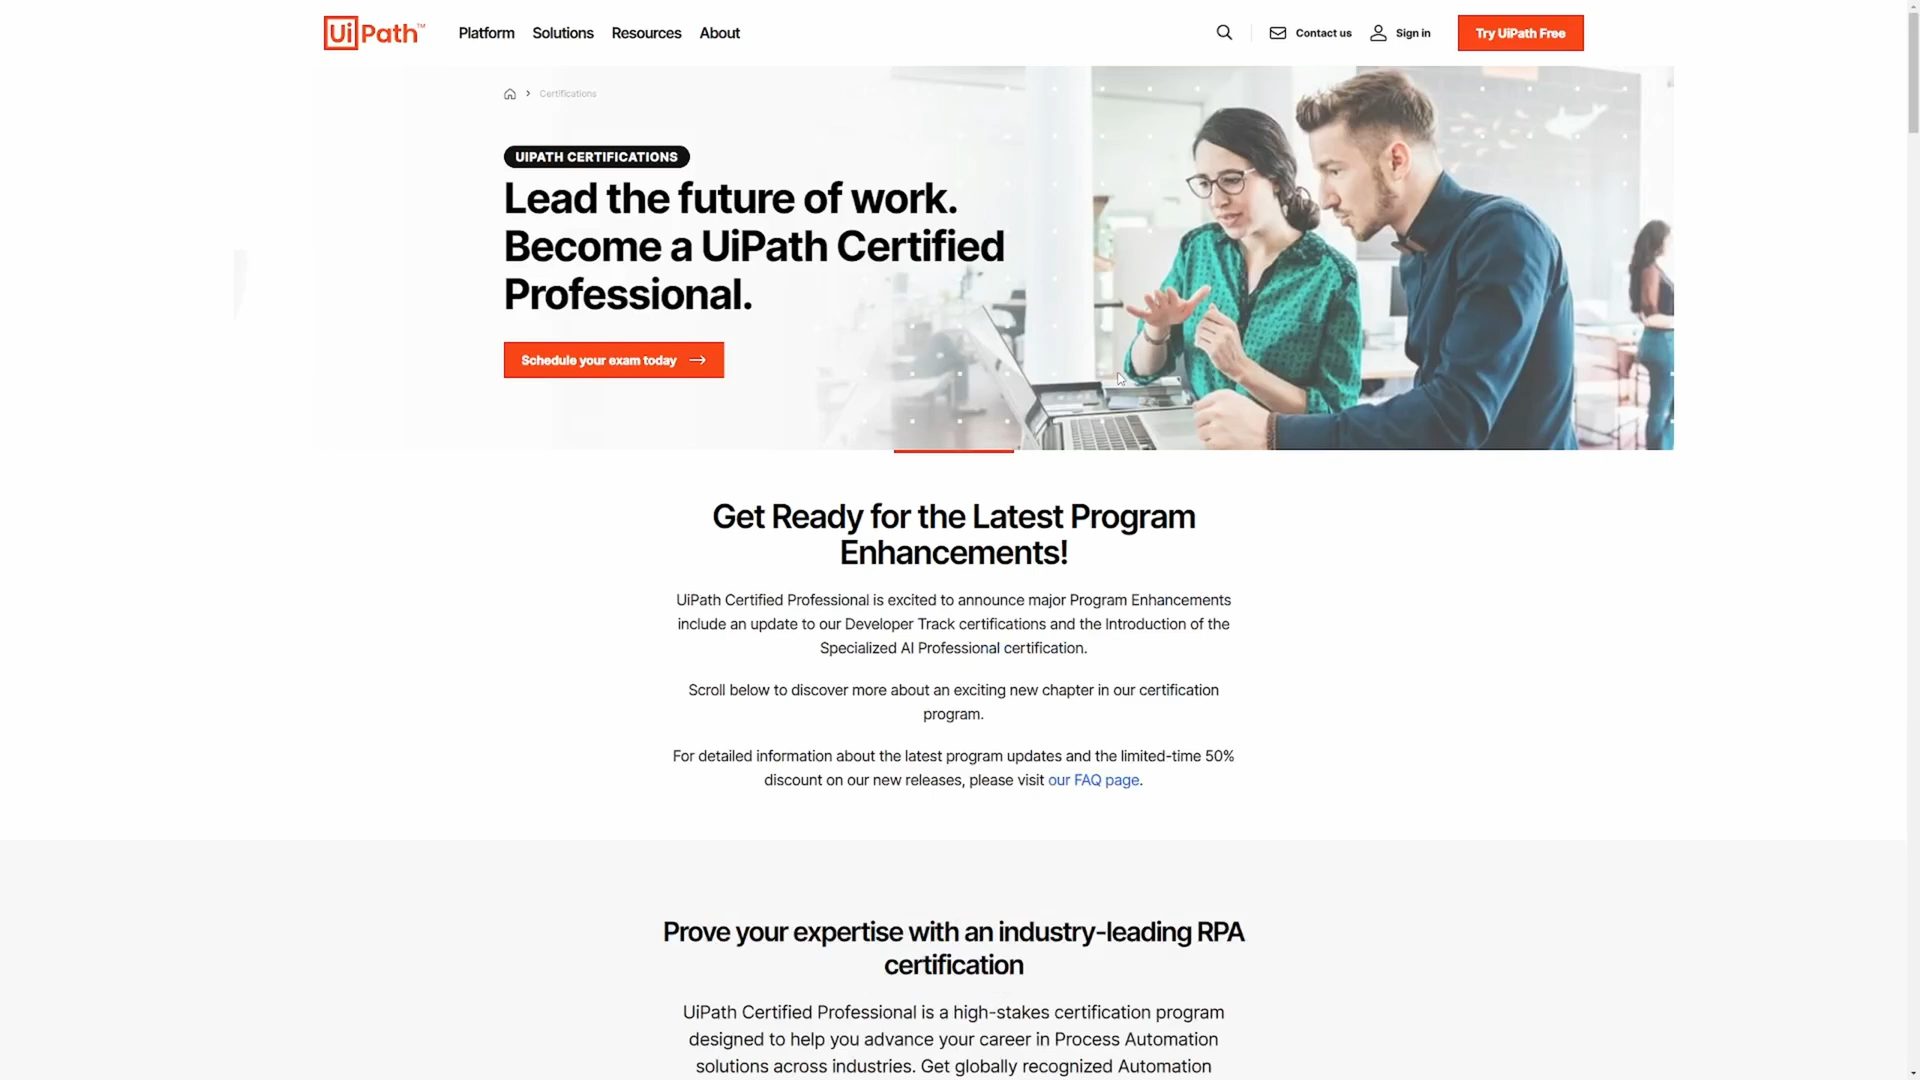 UiPath™
Platform
Solutions
Resources
About
Contact us
Sign in
Try UiPath Free
Certifications
UIPATH CERTIFICATIONS
Lead the future of work.
Become a UiPath Certified
Professional.
Schedule your exam today
Get Ready for the Latest Program
Enhancements!
UiPath Certified Professional is excited to announce major Program Enhancements
include an update to our Developer Track certifications and the Introduction of the
Specialized AI Professional certification.
Scroll below to discover more about an exciting new chapter in our certification
program.
For detailed information about the latest program updates and the limited-time 50%
discount on our new releases, please visit our FAQ page.
Prove your expertise with an industry-leading RPA
certification
UiPath Certified Professional is a high-stakes certification program
designed to help you advance your career in Process Automation
solutions across industries. Get globally recognized Automation